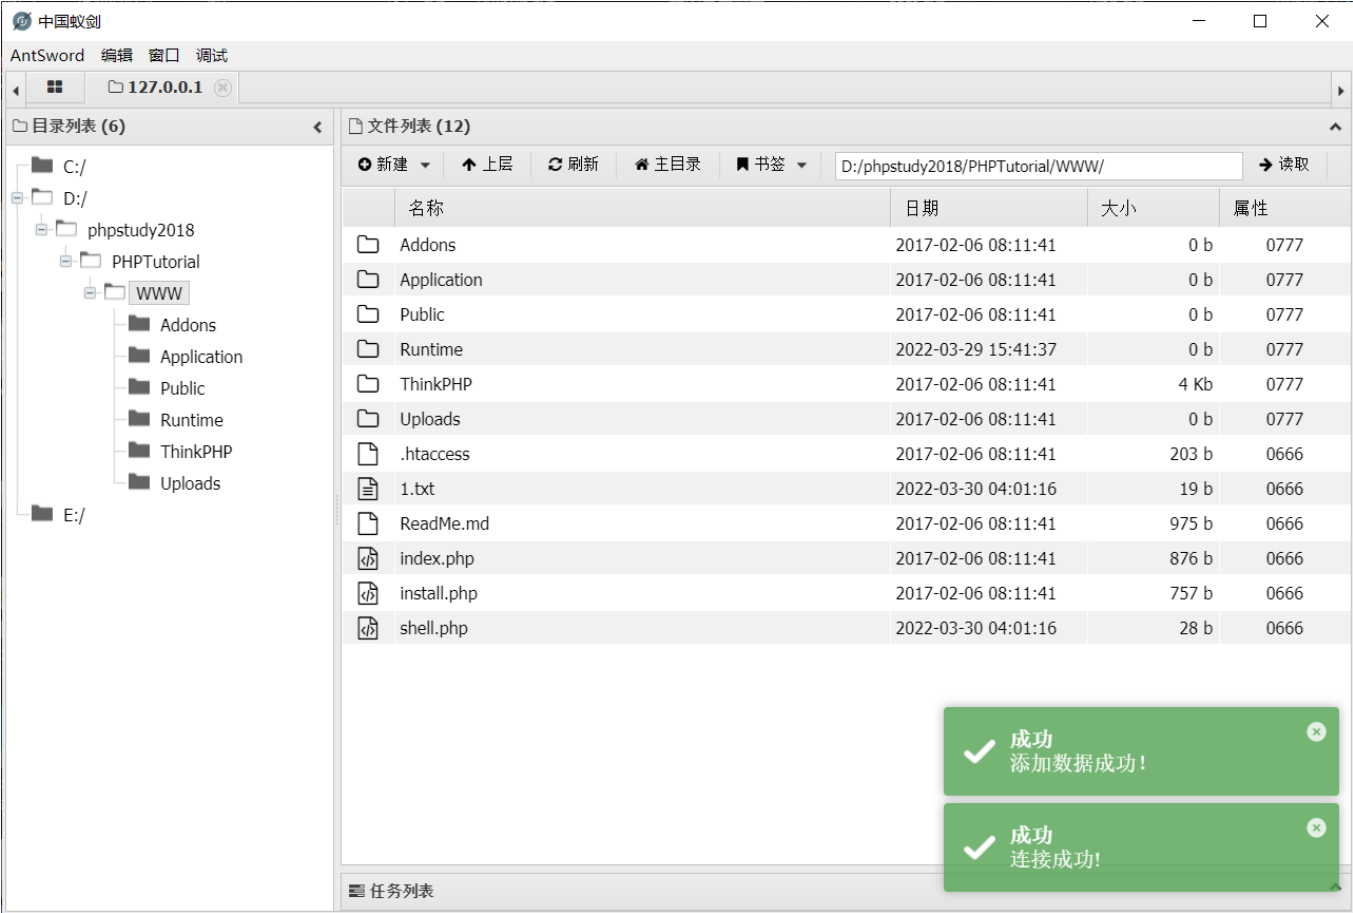 中国蚁剑
AntSword 编辑 窗口 调试
127.0.0.1
目录列表 (6)
C:/
D:/
phpstudy2018
PHPTutorial
WWW
Addons
Application
Public
Runtime
ThinkPHP
Uploads
E:/
文件列表 (12)
新建 上层 刷新 主目录 书签 D:/phpstudy2018/PHPTutorial/WWW/ 读取
名称 日期 大小 属性
Addons 2017-02-06 08:11:41 0 b 0777
Application 2017-02-06 08:11:41 0 b 0777
Public 2017-02-06 08:11:41 0 b 0777
Runtime 2022-03-29 15:41:37 0 b 0777
ThinkPHP 2017-02-06 08:11:41 4 Kb 0777
Uploads 2017-02-06 08:11:41 0 b 0777
.htaccess 2017-02-06 08:11:41 203 b 0666
1.txt 2022-03-30 04:01:16 19 b 0666
ReadMe.md 2017-02-06 08:11:41 975 b 0666
index.php 2017-02-06 08:11:41 876 b 0666
install.php 2017-02-06 08:11:41 757 b 0666
shell.php 2022-03-30 04:01:16 28 b 0666
成功
添加数据成功！
成功
连接成功!
任务列表